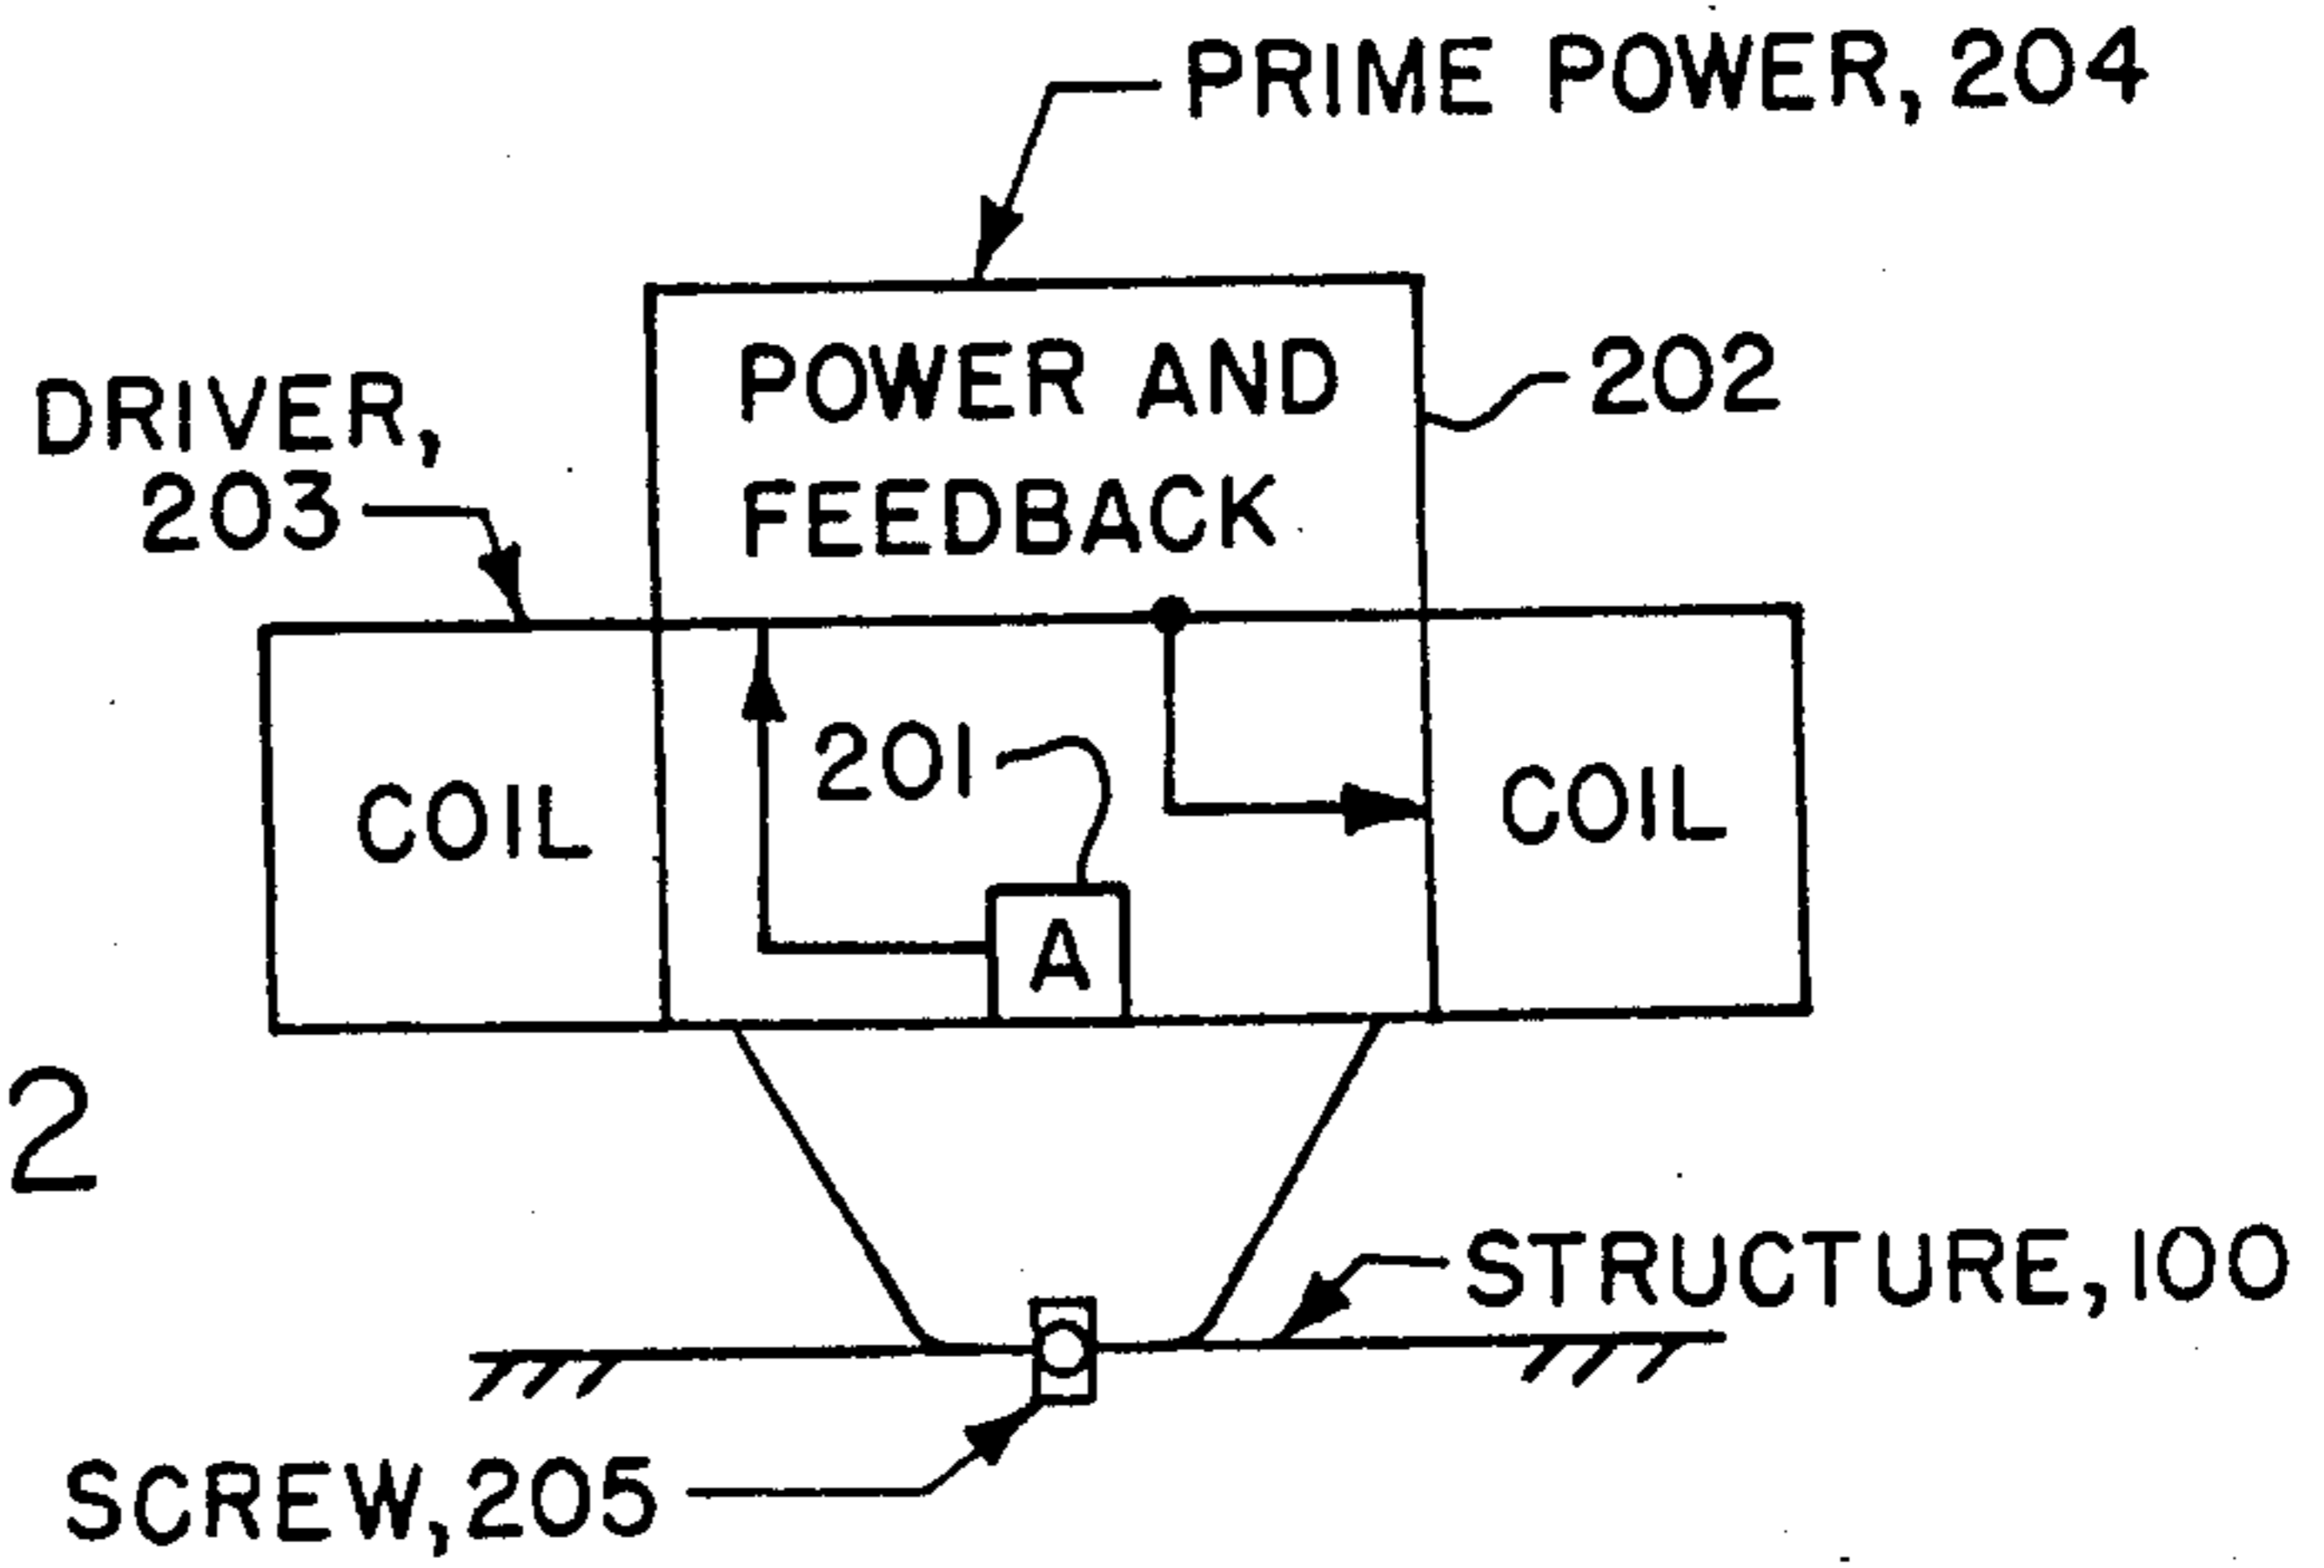 PRIME POWER, 204
POWER AND
FEEDBACK
202
DRIVER,
203
201
COIL
COIL
A
2
STRUCTURE, 100
SCREW, 205